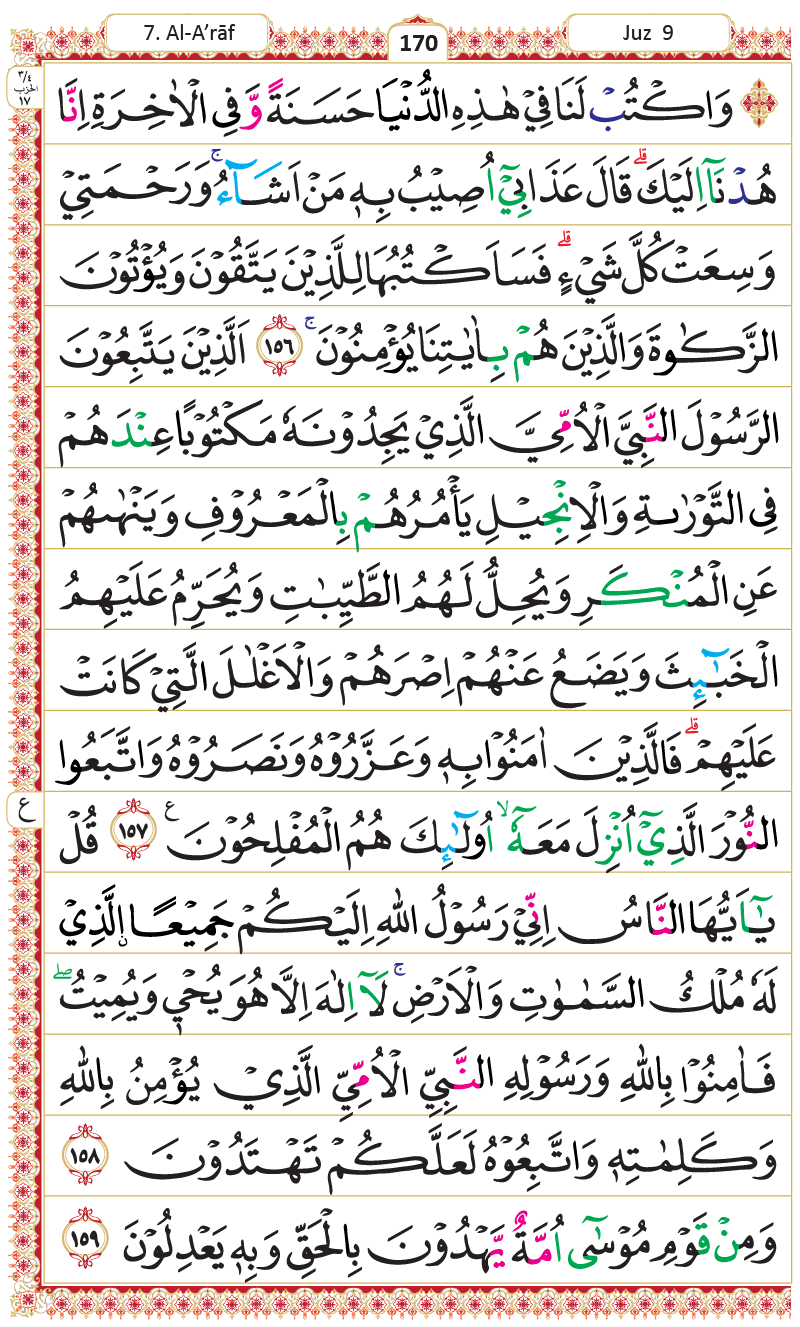 7. Al-A’rāf
170
Juz 9
٣/٤
الحزب
١٧
وَاكْتُبْ لَنَا فِيْ هٰذِهِ الدُّنْيَا حَسَنَةً وَّفِى الْاٰخِرَةِ اِنَّا
هُدْنَآ اِلَيْكَۗ قَالَ عَذَابِيْٓ اُصِيْبُ بِهٖ مَنْ اَشَاۤءُۚ وَرَحْمَتِيْ
وَسِعَتْ كُلَّ شَيْءٍۗ فَسَاَكْتُبُهَا لِلَّذِيْنَ يَتَّقُوْنَ وَيُؤْتُوْنَ
الزَّكٰوةَ وَالَّذِيْنَ هُمْ بِاٰيٰتِنَا يُؤْمِنُوْنَۚ ١٥٦ اَلَّذِيْنَ يَتَّبِعُوْنَ
الرَّسُوْلَ النَّبِيَّ الْاُمِّيَّ الَّذِيْ يَجِدُوْنَهٗ مَكْتُوْبًا عِنْدَهُمْ
فِى التَّوْرٰىةِ وَالْاِنْجِيْلِ يَأْمُرُهُمْ بِالْمَعْرُوْفِ وَيَنْهٰىهُمْ
عَنِ الْمُنْكَرِ وَيُحِلُّ لَهُمُ الطَّيِّبٰتِ وَيُحَرِّمُ عَلَيْهِمُ
الْخَبٰۤىِٕثَ وَيَضَعُ عَنْهُمْ اِصْرَهُمْ وَالْاَغْلٰلَ الَّتِيْ كَانَتْ
عَلَيْهِمْۗ فَالَّذِيْنَ اٰمَنُوْا بِهٖ وَعَزَّرُوْهُ وَنَصَرُوْهُ وَاتَّبَعُوا
ع
النُّوْرَ الَّذِيْٓ اُنْزِلَ مَعَهٗٓۙ اُولٰۤىِٕكَ هُمُ الْمُفْلِحُوْنَ ࣖ ١٥٧ قُلْ
يٰٓاَيُّهَا النَّاسُ اِنِّيْ رَسُوْلُ اللّٰهِ اِلَيْكُمْ جَمِيْعًا ۨالَّذِيْ
لَهٗ مُلْكُ السَّمٰوٰتِ وَالْاَرْضِۚ لَآ اِلٰهَ اِلَّا هُوَ يُحْيٖ وَيُمِيْتُۖ
فَاٰمِنُوْا بِاللّٰهِ وَرَسُوْلِهِ النَّبِيِّ الْاُمِّيِّ الَّذِيْ يُؤْمِنُ بِاللّٰهِ
وَكَلِمٰتِهٖ وَاتَّبِعُوْهُ لَعَلَّكُمْ تَهْتَدُوْنَ ١٥٨
وَمِنْ قَوْمِ مُوْسٰٓى اُمَّةٌ يَّهْدُوْنَ بِالْحَقِّ وَبِهٖ يَعْدِلُوْنَ ١٥٩